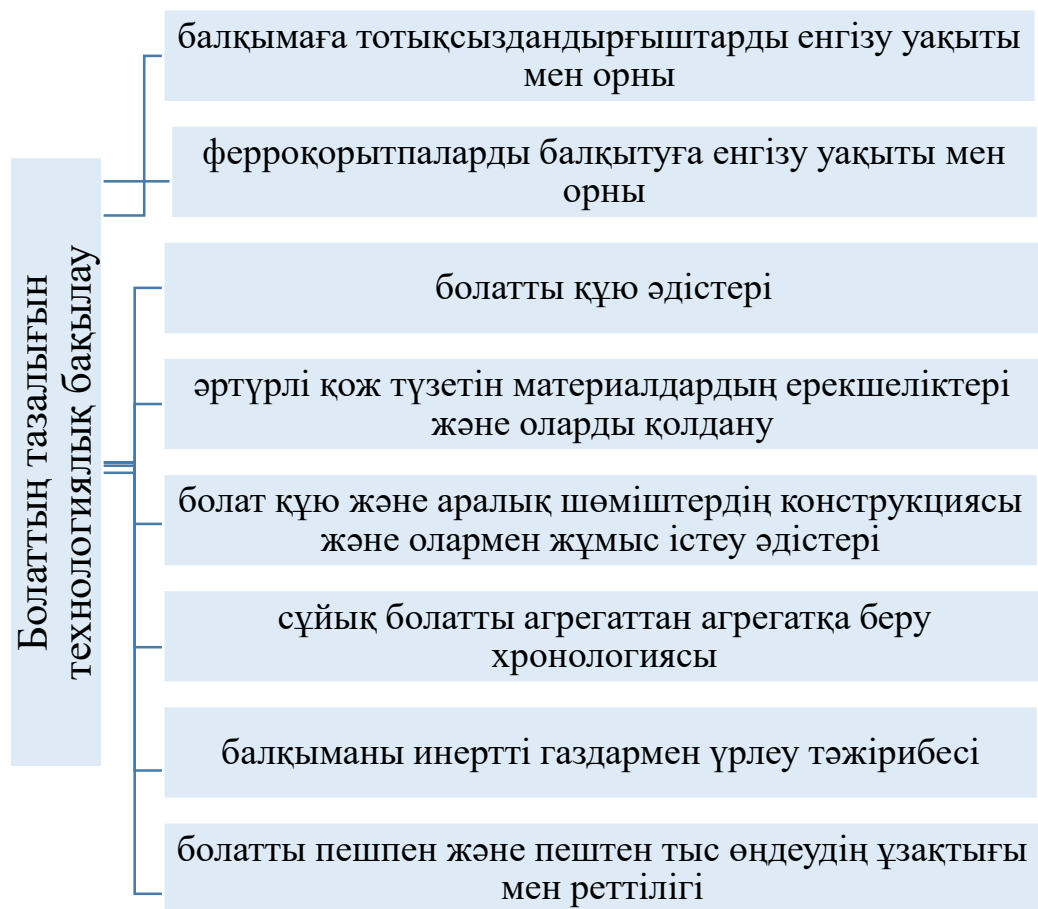 Болаттың тазалығын
технологиялық бақылау
балқымаға тотықсыздандырғыштарды енгізу уақыты
мен орны
ферроқорытпаларды балқытуға енгізу уақыты мен
орны
болатты құю әдістері
әртүрлі қож түзетін материалдардың ерекшеліктері
және оларды қолдану
болат құю және аралық шөміштердің конструкциясы
және олармен жұмыс істеу әдістері
сұйық болатты агрегаттан агрегатқа беру
хронологиясы
балқыманы инертті газдармен үрлеу тәжірибесі
болатты пешпен және пештен тыс өңдеудің ұзақтығы
мен реттілігі